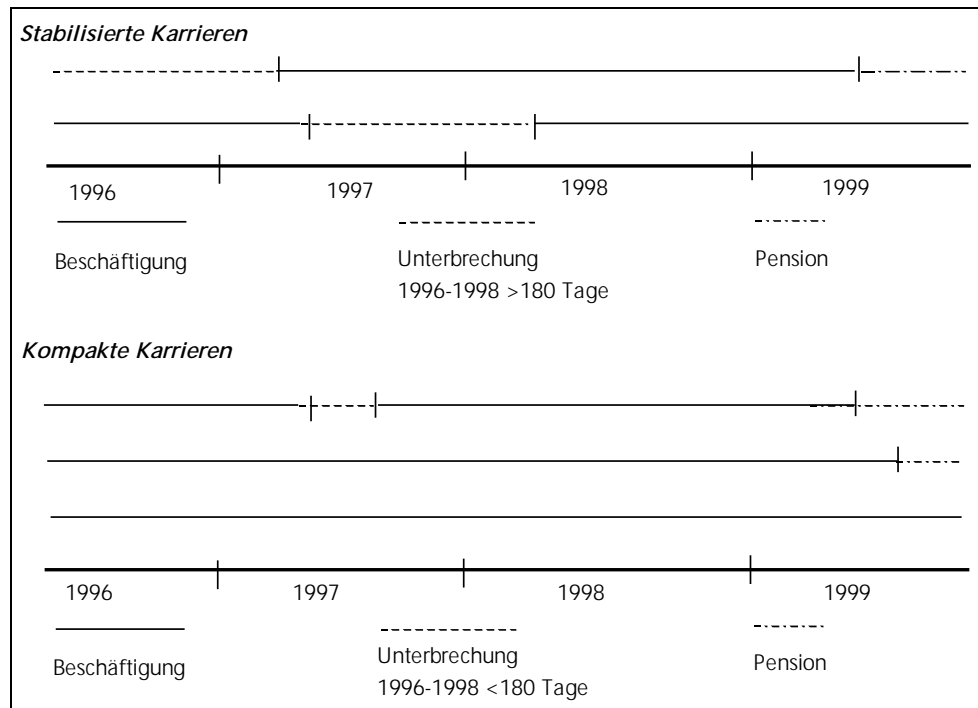 Stabilisierte Karrieren
1996 1997 1998 1999
Beschäftigung Unterbrechung Pension
1996-1998 >180 Tage
Kompakte Karrieren
1996 1997 1998 1999
Beschäftigung Unterbrechung Pension
1996-1998 <180 Tage